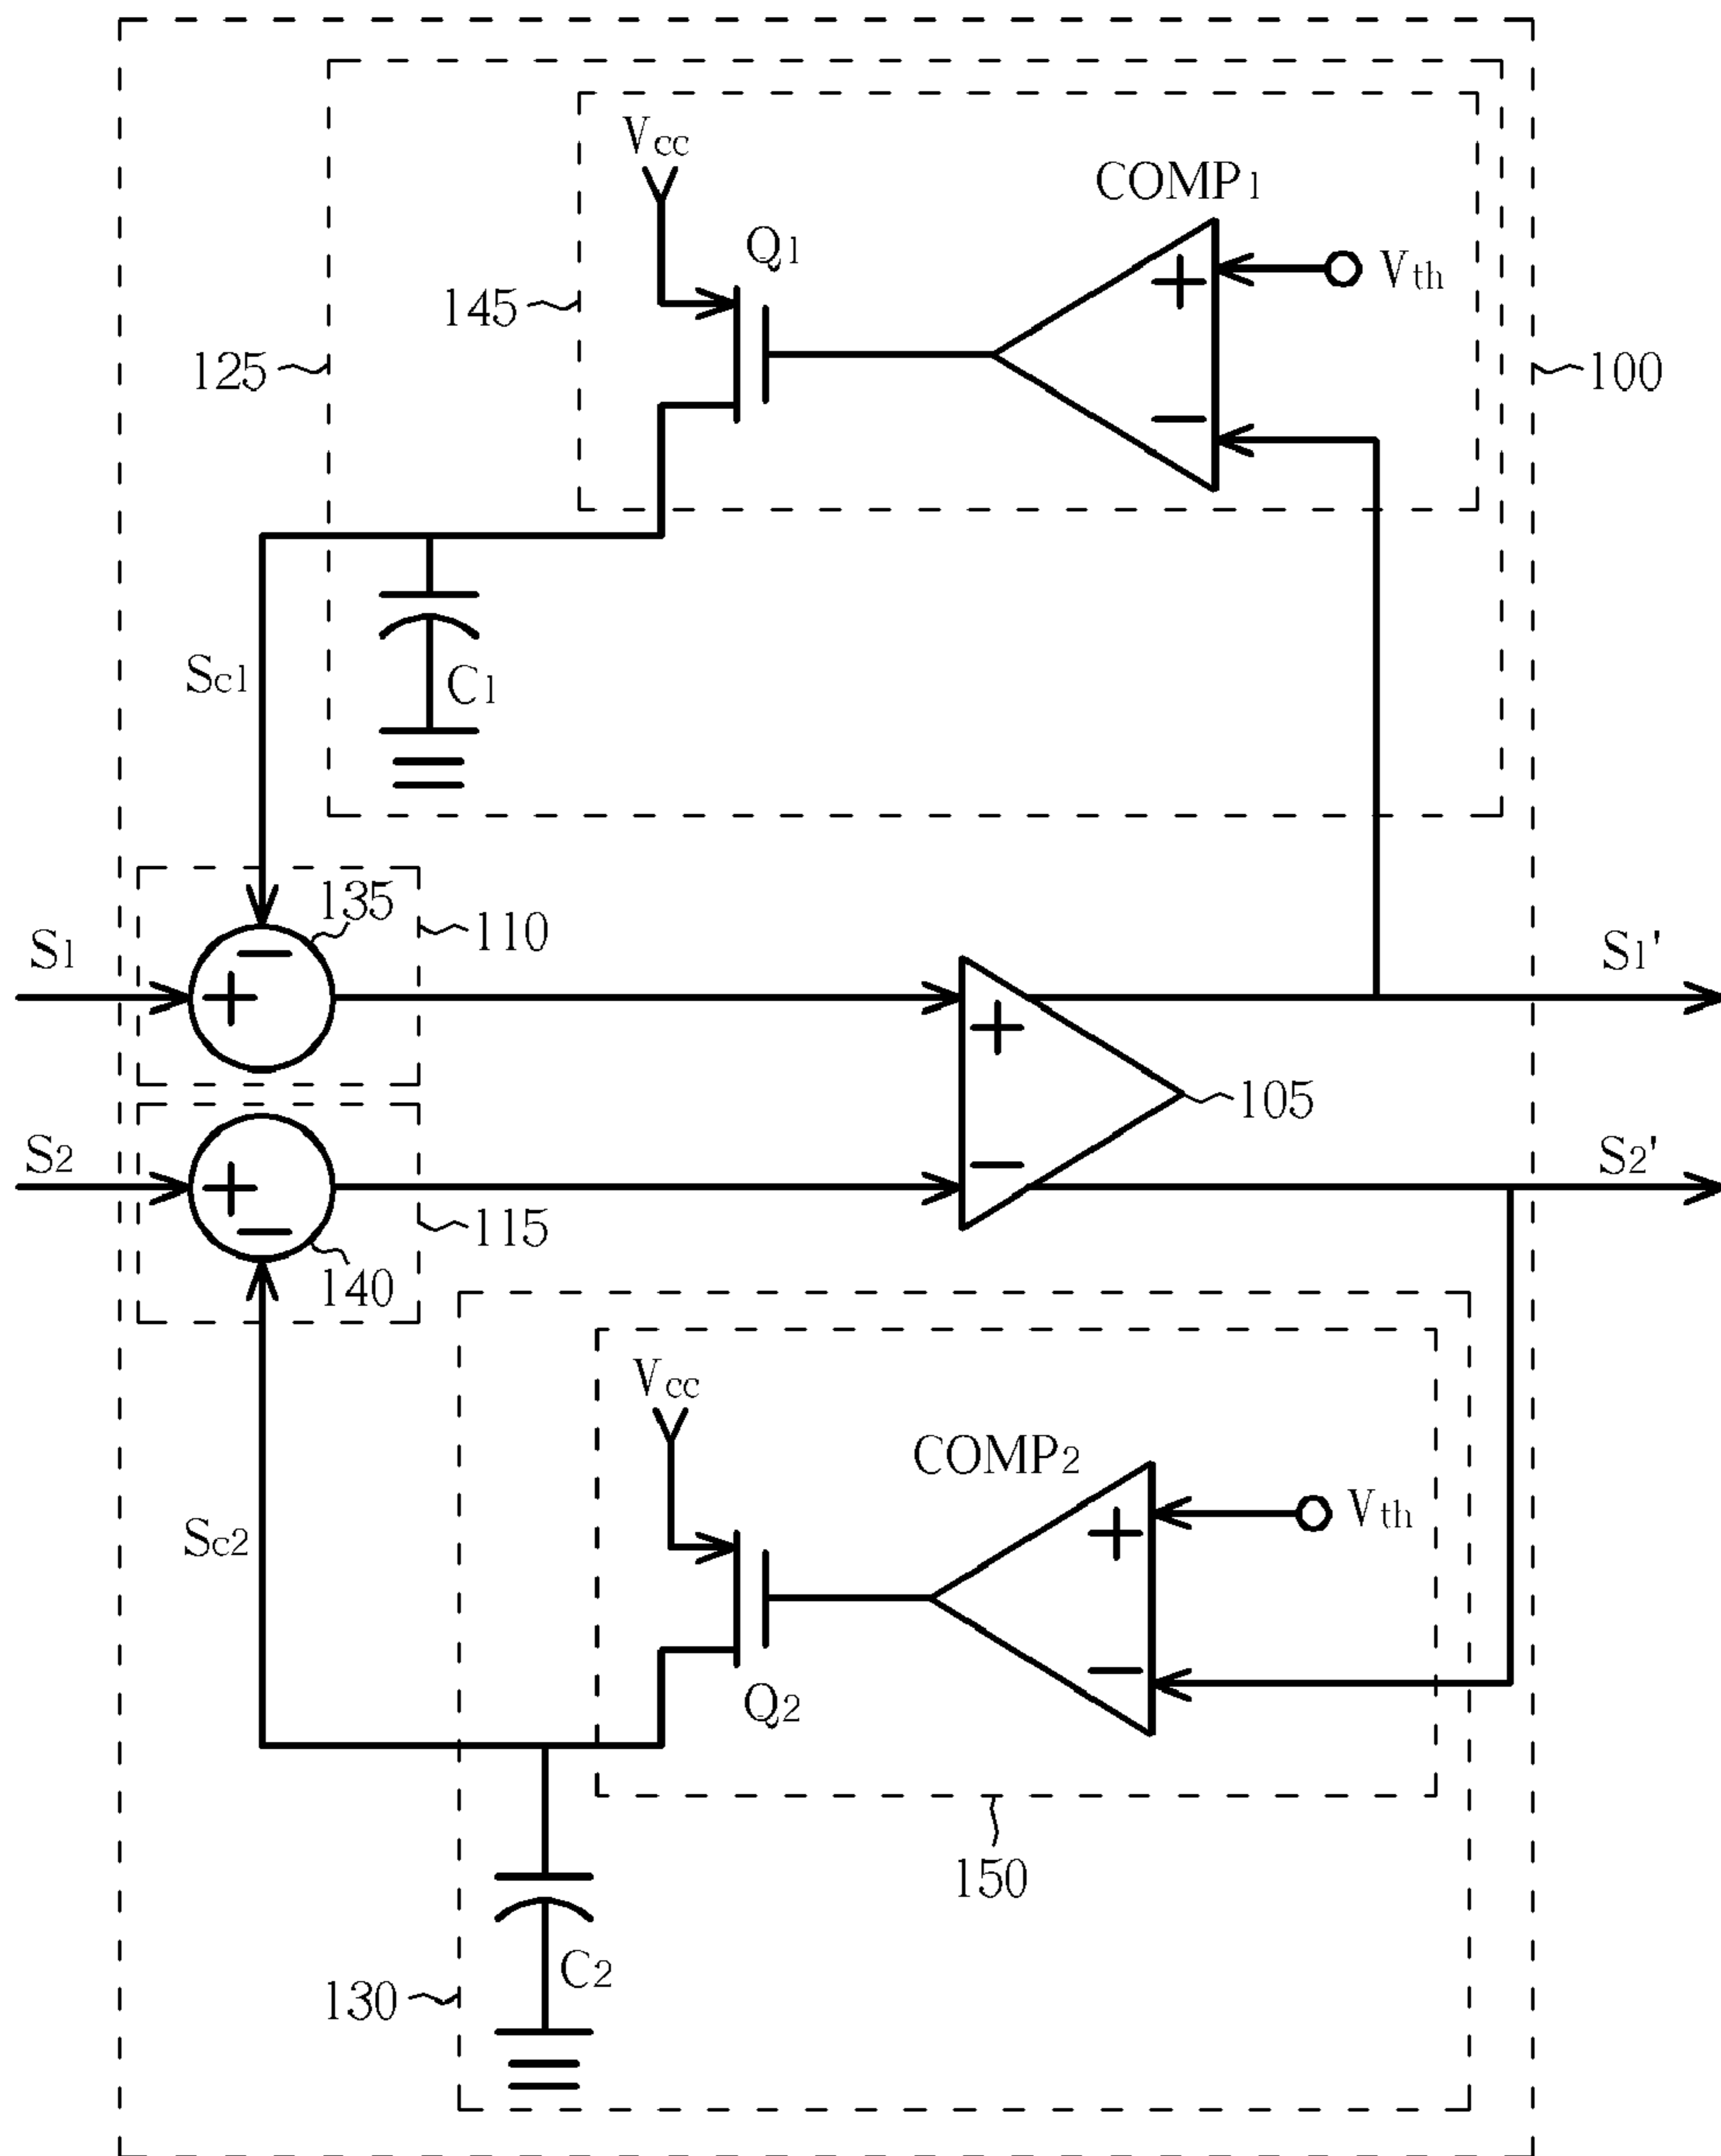 Vcc
COMP1
Q1
Vth
145
125
100
Sc1
C1
135
110
S1
S1'
105
S2
S2'
115
140
Vcc
COMP2
Vth
Sc2
Q2
150
C2
130